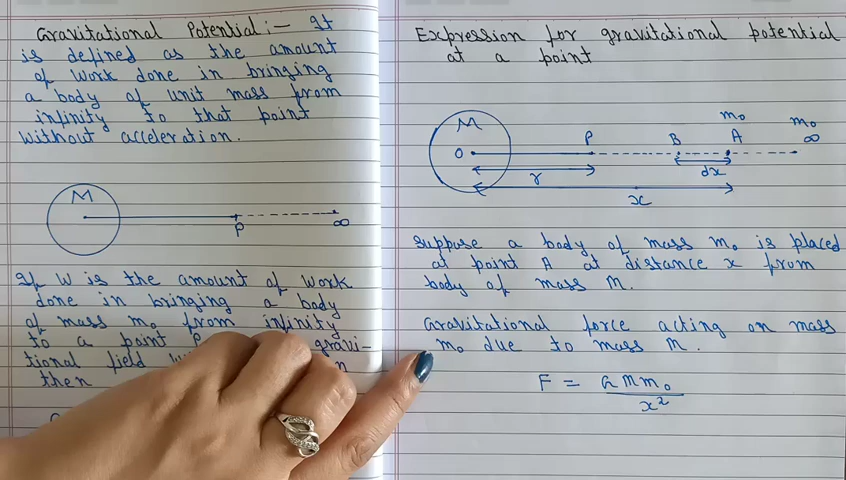 Gravitational Potential:- It
is defined as the amount
of work done in bringing
a body of unit mass from
infinity to that point
without acceleration.
M
P
∞
If W is the amount of work
done in bringing a body
of mass m₀ from infinity
to a point P gravi-
tional field
then
Expression for gravitational potential
at a point
M
m₀
m₀
O
P
B
A
∞
r
dx
x
Suppose a body of mass m₀ is placed
at point A at distance x from
body of mass M.
Gravitational force acting on mass
m₀ due to mass M.
F = G M m₀ / x²